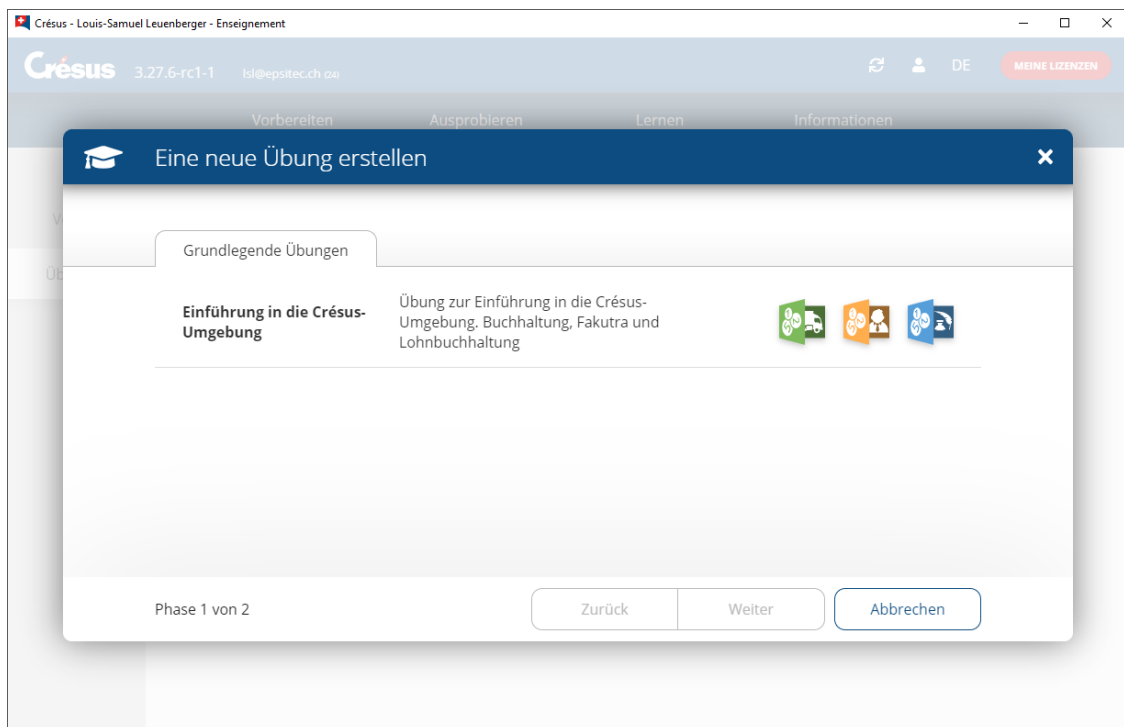 Crésus - Louis-Samuel Leuenberger - Enseignement
Crésus 3.27.6-rc1-1 lsl@epsitec.ch (24) DE MEINE LIZENZEN
Vorbereiten Ausprobieren Lernen Informationen
Eine neue Übung erstellen
Grundlegende Übungen
Einführung in die Crésus-
Umgebung
Übung zur Einführung in die Crésus-
Umgebung. Buchhaltung, Fakutra und
Lohnbuchhaltung
Phase 1 von 2 Zurück Weiter Abbrechen